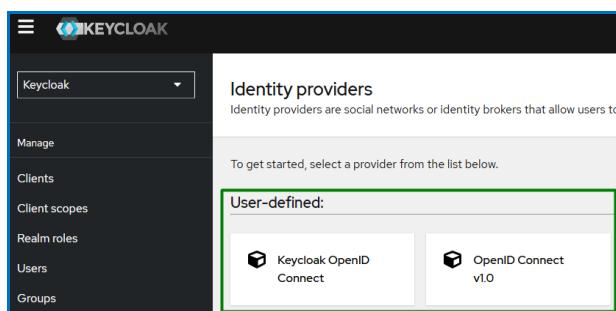 KEYCLOAK
Keycloak
Manage
Clients
Client scopes
Realm roles
Users
Groups
Identity providers
Identity providers are social networks or identity brokers that allow users to
To get started, select a provider from the list below.
User-defined:
Keycloak OpenID
Connect
OpenID Connect
v1.0